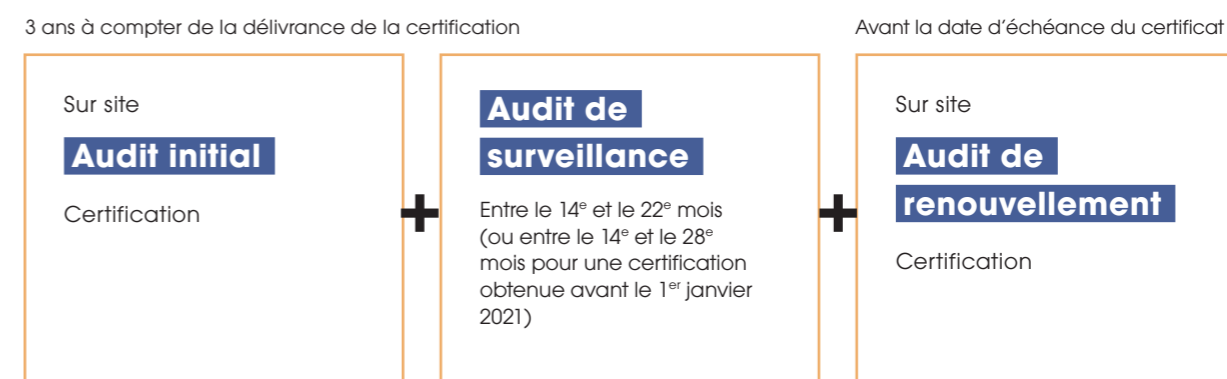 3 ans à compter de la délivrance de la certification
Sur site
Audit initial
Certification
+
Audit de
surveillance
Entre le 14e et le 22e mois
(ou entre le 14e et le 28e
mois pour une certification
obtenue avant le 1er janvier
2021)
+
Avant la date d'échéance du certificat
Sur site
Audit de
renouvellement
Certification